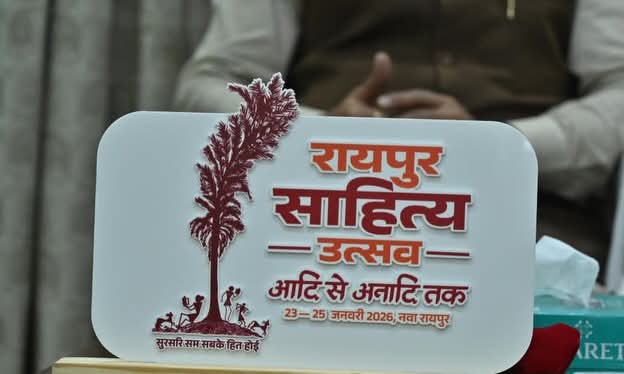 रायपुर
साहित्य
उत्सव
आदि से अनादि तक
23 — 25 जनवरी 2026, नवा रायपुर
सुरसरि सम सबके हित होई